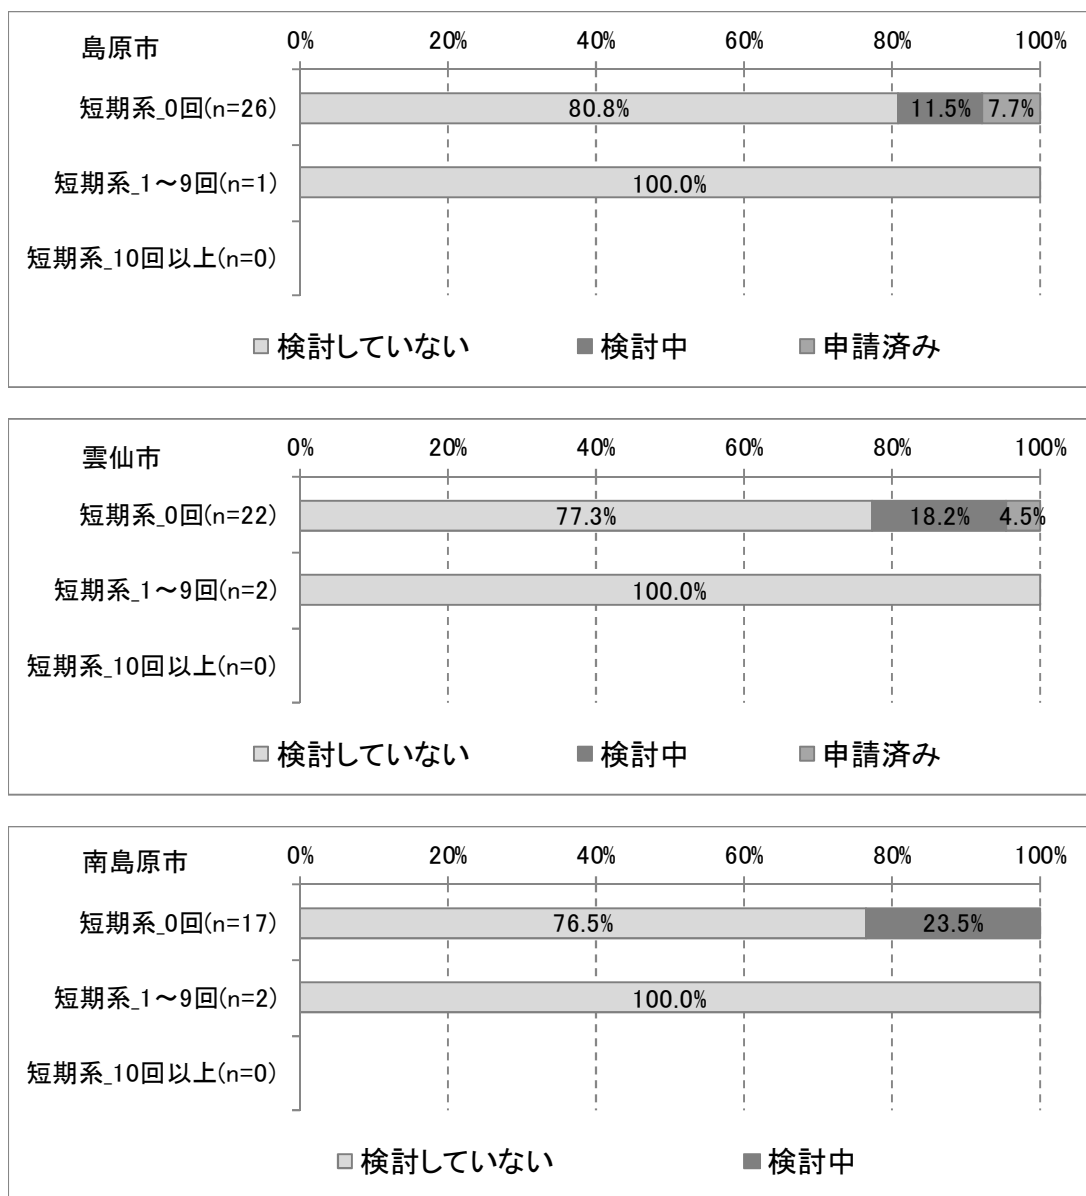 島原市
0% 20% 40% 60% 80% 100%
短期系_0回(n=26) 80.8% 11.5% 7.7%
短期系_1～9回(n=1) 100.0%
短期系_10回以上(n=0)
検討していない 検討中 申請済み
雲仙市
0% 20% 40% 60% 80% 100%
短期系_0回(n=22) 77.3% 18.2% 4.5%
短期系_1～9回(n=2) 100.0%
短期系_10回以上(n=0)
検討していない 検討中 申請済み
南島原市
0% 20% 40% 60% 80% 100%
短期系_0回(n=17) 76.5% 23.5%
短期系_1～9回(n=2) 100.0%
短期系_10回以上(n=0)
検討していない 検討中